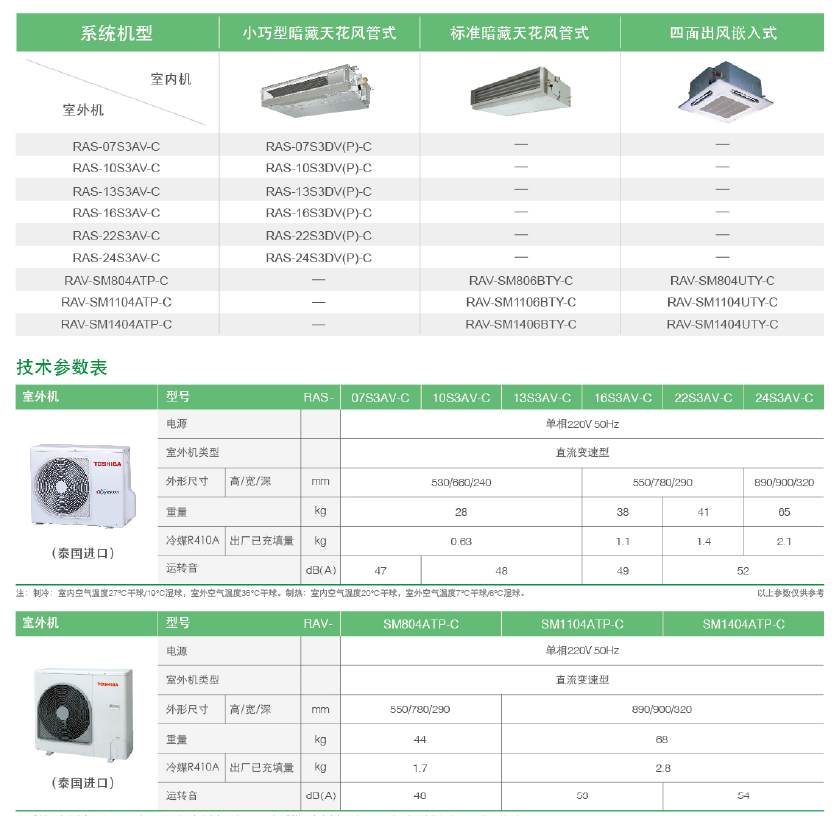 系统机型 小巧型暗藏天花风管式 标准暗藏天花风管式 四面出风嵌入式
室内机
室外机
RAS-07S3AV-C RAS-07S3DV(P)-C — —
RAS-10S3AV-C RAS-10S3DV(P)-C — —
RAS-13S3AV-C RAS-13S3DV(P)-C — —
RAS-16S3AV-C RAS-16S3DV(P)-C — —
RAS-22S3AV-C RAS-22S3DV(P)-C — —
RAS-24S3AV-C RAS-24S3DV(P)-C — —
RAV-SM804ATP-C — RAV-SM806BTY-C RAV-SM804UTY-C
RAV-SM1104ATP-C — RAV-SM1106BTY-C RAV-SM1104UTY-C
RAV-SM1404ATP-C — RAV-SM1406BTY-C RAV-SM1404UTY-C
技术参数表
室外机 型号 RAS- 07S3AV-C 10S3AV-C 13S3AV-C 16S3AV-C 22S3AV-C 24S3AV-C
电源 单相220V 50Hz
室外机类型 直流变速型
外形尺寸 高/宽/深 mm 530/660/240 550/780/290 890/900/320
重量 kg 28 38 41 65
冷媒R410A 出厂已充填量 kg 0.63 1.1 1.4 2.1
运转音 dB(A) 47 48 49 52
TOSHIBA
(泰国进口)
注：制冷：室内空气温度27°C干球/19°C湿球，室外空气温度35°C干球。制热：室内空气温度20°C干球，室外空气温度7°C干球/6°C湿球。 以上参数仅供参考
室外机 型号 RAV- SM804ATP-C SM1104ATP-C SM1404ATP-C
电源 单相220V 50Hz
室外机类型 直流变速型
外形尺寸 高/宽/深 mm 550/780/290 890/900/320
重量 kg 44 68
冷媒R410A 出厂已充填量 kg 1.7 2.8
运转音 dB(A) 48 53 54
TOSHIBA
(泰国进口)